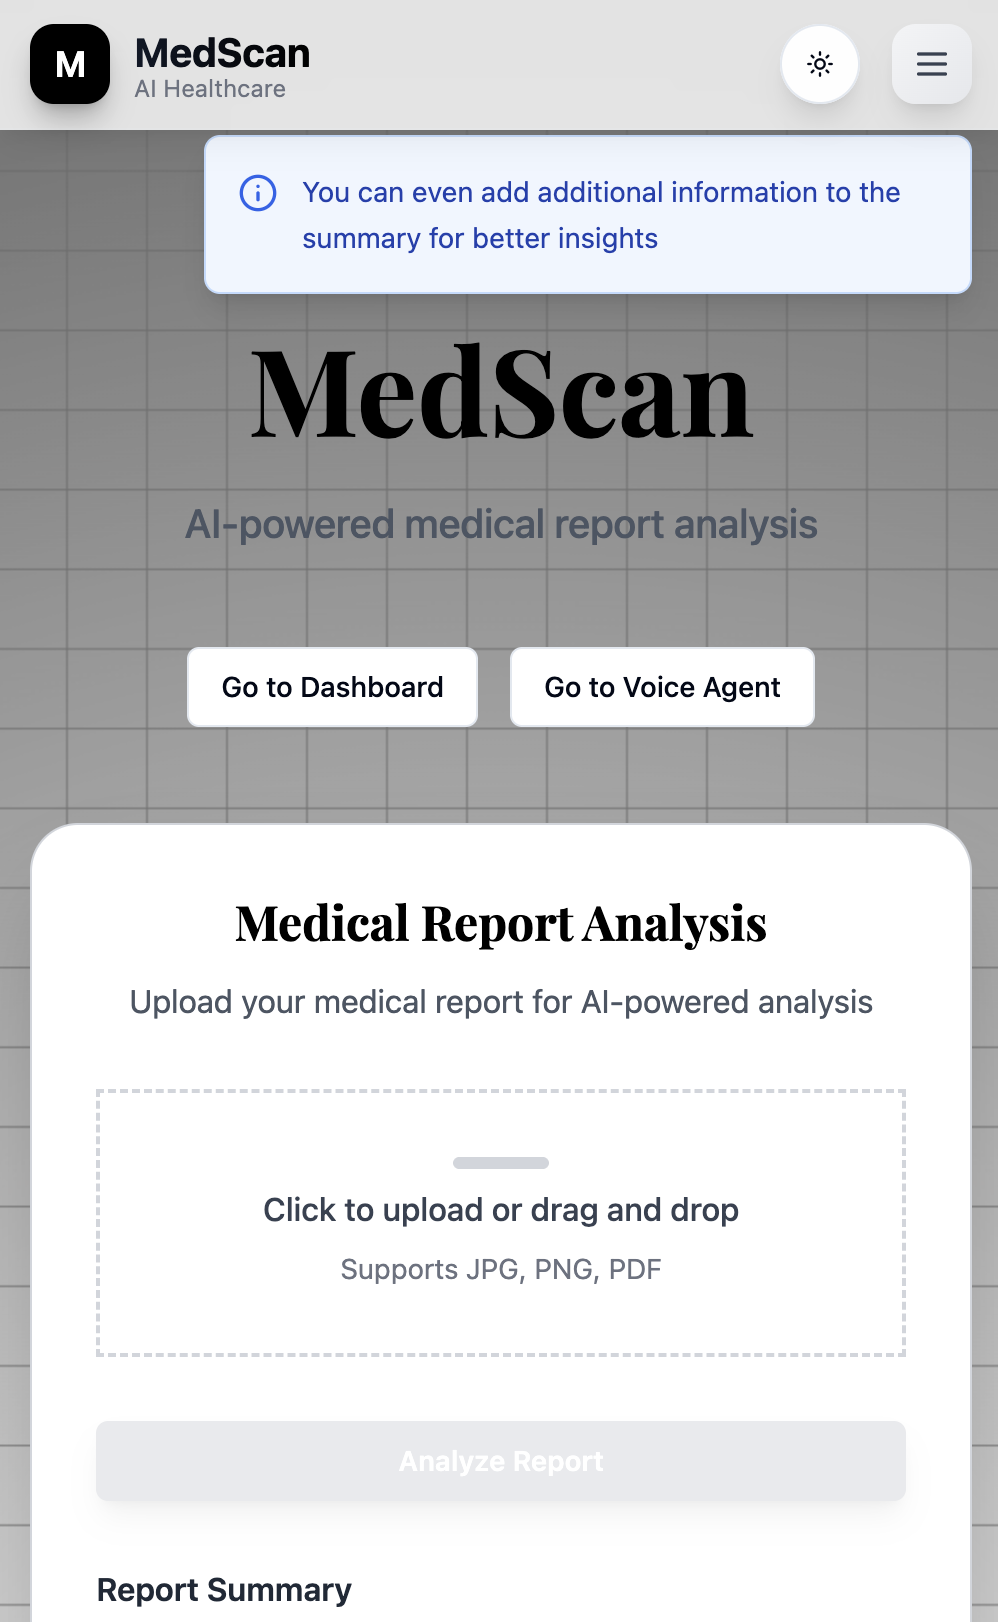 M
MedScan
AI Healthcare
You can even add additional information to the
summary for better insights
MedScan
AI-powered medical report analysis
Go to Dashboard
Go to Voice Agent
Medical Report Analysis
Upload your medical report for AI-powered analysis
Click to upload or drag and drop
Supports JPG, PNG, PDF
Analyze Report
Report Summary